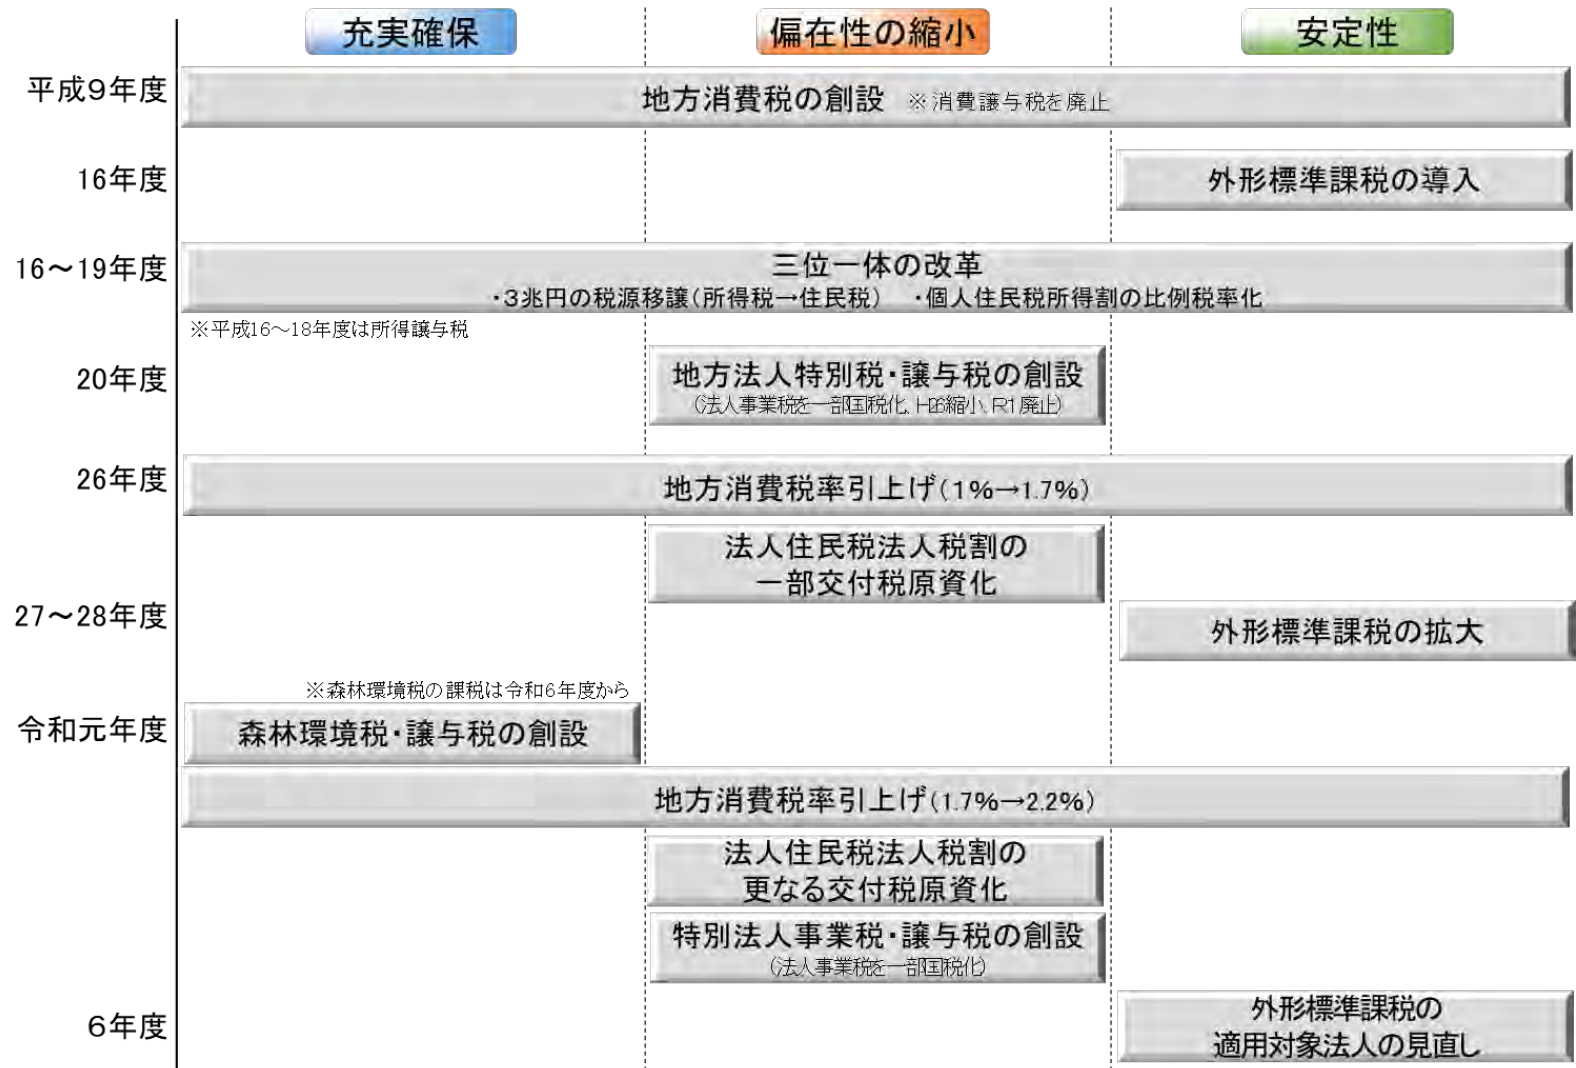 充実確保
偏在性の縮小
安定性
平成９年度
地方消費税の創設 ※消費譲与税を廃止
16年度
外形標準課税の導入
16～19年度
三位一体の改革
・３兆円の税源移譲（所得税→住民税） ・個人住民税所得割の比例税率化
※平成16～18年度は所得譲与税
20年度
地方法人特別税・譲与税の創設
（法人事業税を一部国税化、H26縮小、R1廃止）
26年度
地方消費税率引上げ（１％→1.7％）
法人住民税法人税割の
一部交付税原資化
27～28年度
外形標準課税の拡大
※森林環境税の課税は令和６年度から
令和元年度
森林環境税・譲与税の創設
地方消費税率引上げ（1.7％→2.2％）
法人住民税法人税割の
更なる交付税原資化
特別法人事業税・譲与税の創設
（法人事業税を一部国税化）
６年度
外形標準課税の
適用対象法人の見直し